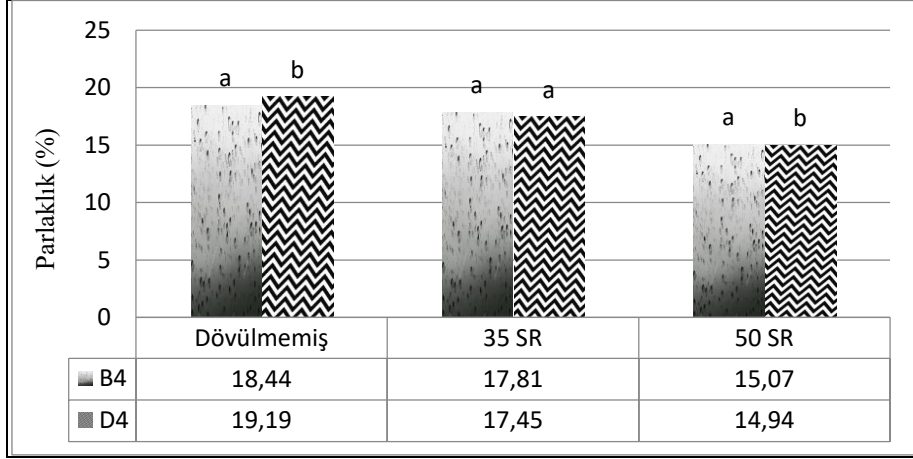 25
20
15
10
5
0
Parlaklık (%)
a b
a a
a b
Dövülmemiş 35 SR 50 SR
B4 18,44 17,81 15,07
D4 19,19 17,45 14,94